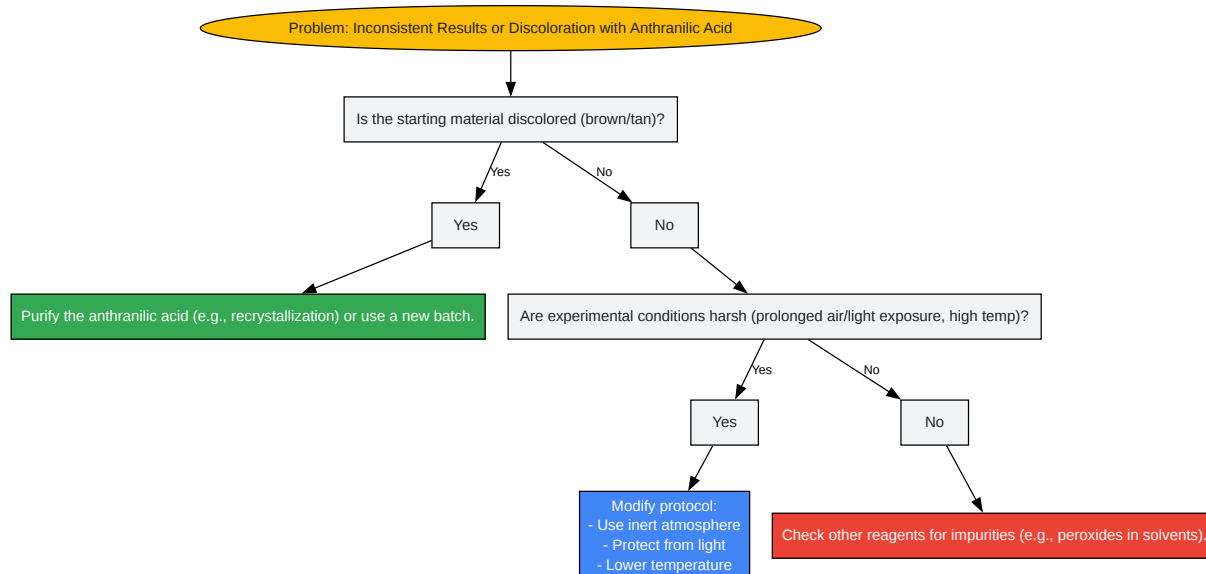 Problem: Inconsistent Results or Discoloration with Anthranilic Acid
Is the starting material discolored (brown/tan)?
Yes
No
Yes
No
Purify the anthranilic acid (e.g., recrystallization) or use a new batch.
Are experimental conditions harsh (prolonged air/light exposure, high temp)?
Yes
No
Yes
No
Modify protocol:
- Use inert atmosphere
- Protect from light
- Lower temperature
Check other reagents for impurities (e.g., peroxides in solvents).